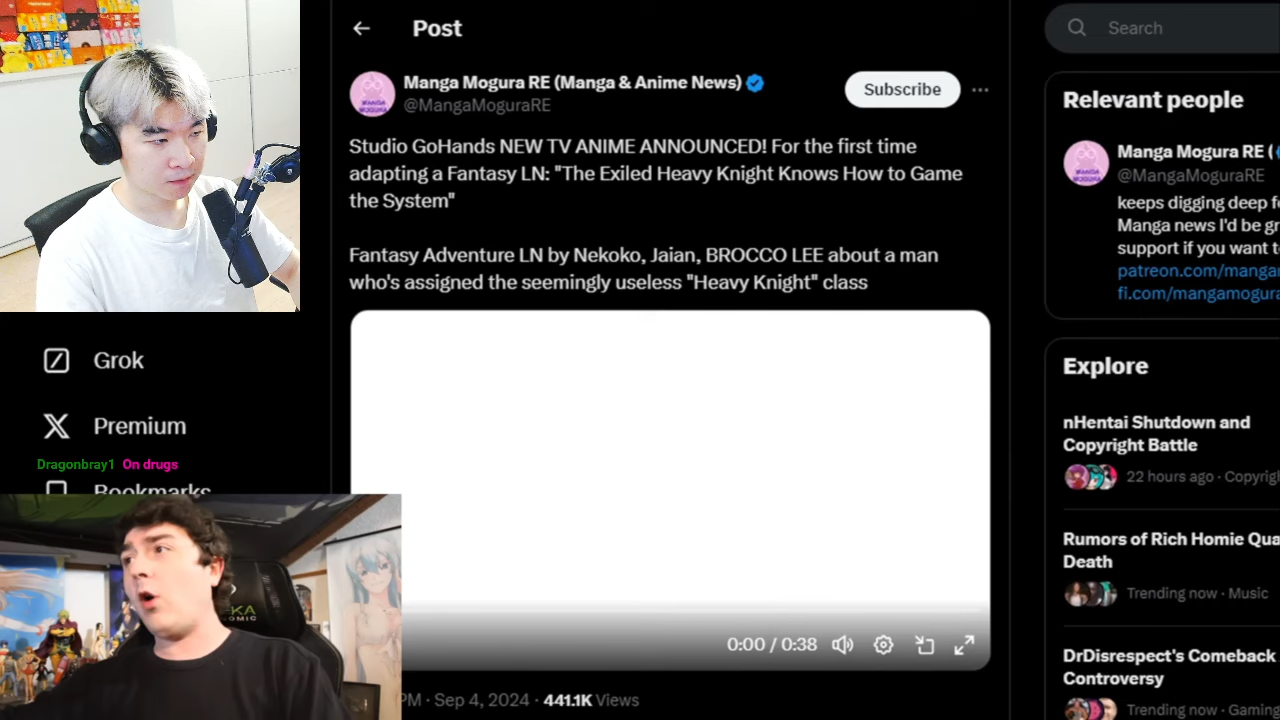 Post
Manga Mogura RE (Manga & Anime News)
@MangaMoguraRE
Subscribe
Studio GoHands NEW TV ANIME ANNOUNCED! For the first time
adapting a Fantasy LN: "The Exiled Heavy Knight Knows How to Game
the System"
Fantasy Adventure LN by Nekoko, Jaian, BROCCO LEE about a man
who's assigned the seemingly useless "Heavy Knight" class
0:00 / 0:38
PM · Sep 4, 2024 · 441.1K Views
Grok
Premium
Dragonbray1 On drugs
Bookmarks
Search
Relevant people
Manga Mogura RE (
@MangaMoguraRE
keeps digging deep f
Manga news I'd be gr
support if you want t
patreon.com/manga
fi.com/mangamogura
Explore
nHentai Shutdown and
Copyright Battle
22 hours ago · Copyrig
Rumors of Rich Homie Qua
Death
Trending now · Music
DrDisrespect's Comeback
Controversy
Trending now · Gaming